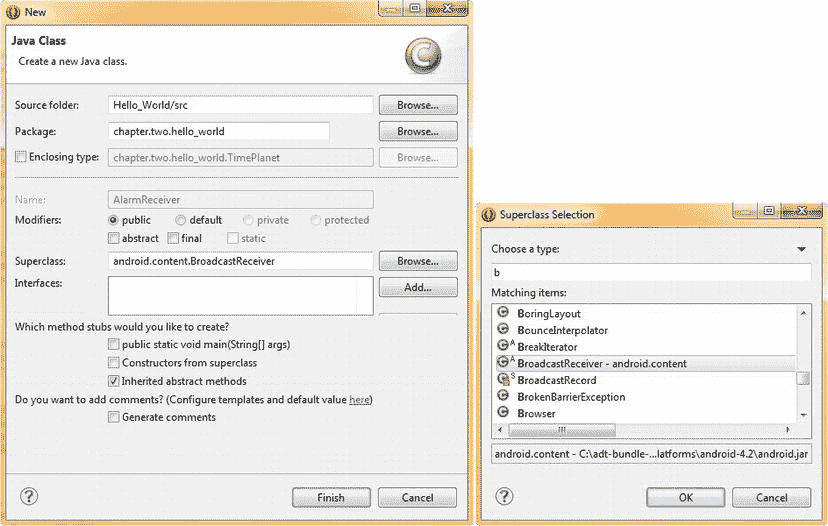 New
Java Class
Create a new Java class.
Source folder: Hello_World/src Browse...
Package: chapter.two.hello_world Browse...
Enclosing type: chapter.two.hello_world.TimePlanet Browse...
Name: AlarmReceiver
Modifiers: public default private protected
abstract final static
Superclass: android.content.BroadcastReceiver Browse...
Interfaces: Add...
Which method stubs would you like to create?
public static void main(String[] args)
Constructors from superclass
Inherited abstract methods
Do you want to add comments? (Configure templates and default value here)
Generate comments
? Finish Cancel
Superclass Selection
Choose a type:
b
Matching items:
BoringLayout
BounceInterpolator
BreakIterator
BroadcastReceiver - android.content
BroadcastRecord
BrokenBarrierException
Browser
android.content - C:\adt-bundle-...latforms\android-4.2\android.jar
? OK Cancel